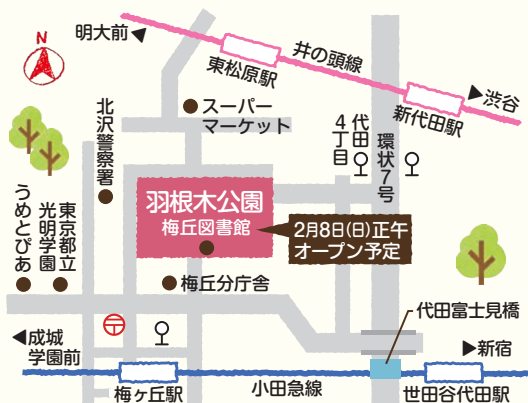 N
明大前
井の頭線
東松原駅
渋谷
新代田駅
スーパー
マーケット
北沢警察署
代田
4丁目
環状7号
羽根木公園
梅丘図書館
2月8日(日)正午
オープン予定
うめとぴあ
東京都立
光明学園
梅丘分庁舎
代田富士見橋
成城
学園前
新宿
梅ヶ丘駅
小田急線
世田谷代田駅